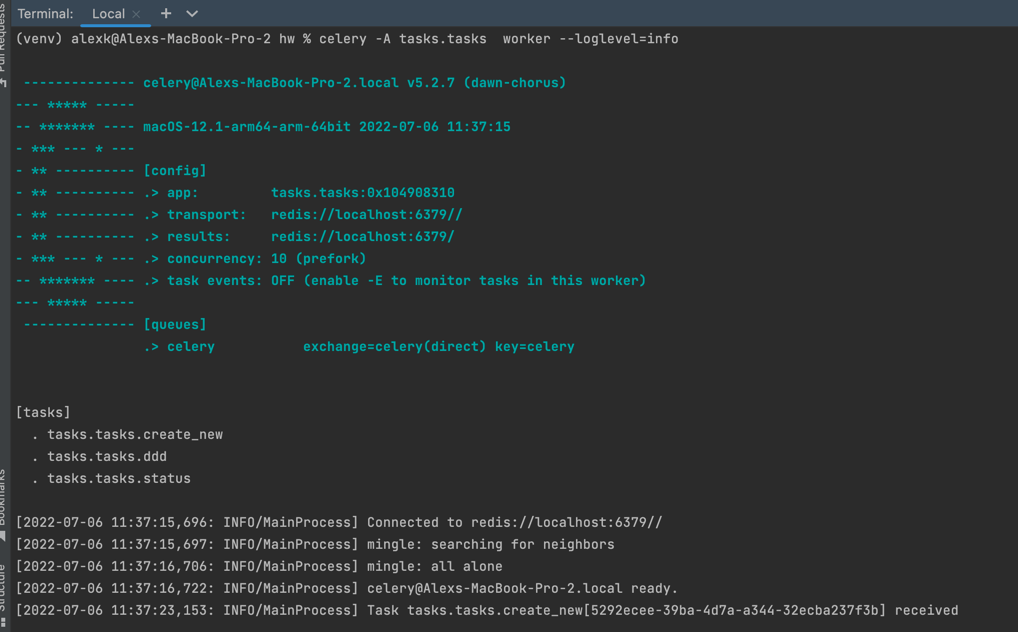 Terminal: Local × + 
(venv) alexk@Alexs-MacBook-Pro-2 hw % celery -A tasks.tasks  worker --loglevel=info
 -------------- celery@Alexs-MacBook-Pro-2.local v5.2.7 (dawn-chorus)
--- ***** -----
-- ******* ---- macOS-12.1-arm64-arm-64bit 2022-07-06 11:37:15
- *** --- * ---
- ** ---------- [config]
- ** ---------- .> app:         tasks.tasks:0x104908310
- ** ---------- .> transport:   redis://localhost:6379//
- ** ---------- .> results:     redis://localhost:6379/
- *** --- * --- .> concurrency: 10 (prefork)
-- ******* ---- .> task events: OFF (enable -E to monitor tasks in this worker)
--- ***** -----
 -------------- [queues]
                .> celery           exchange=celery(direct) key=celery
[tasks]
  . tasks.tasks.create_new
  . tasks.tasks.ddd
  . tasks.tasks.status
[2022-07-06 11:37:15,696: INFO/MainProcess] Connected to redis://localhost:6379//
[2022-07-06 11:37:15,697: INFO/MainProcess] mingle: searching for neighbors
[2022-07-06 11:37:16,706: INFO/MainProcess] mingle: all alone
[2022-07-06 11:37:16,722: INFO/MainProcess] celery@Alexs-MacBook-Pro-2.local ready.
[2022-07-06 11:37:23,153: INFO/MainProcess] Task tasks.tasks.create_new[5292ecee-39ba-4d7a-a344-32ecba237f3b] received
Pull Requests
Bookmarks
Structure